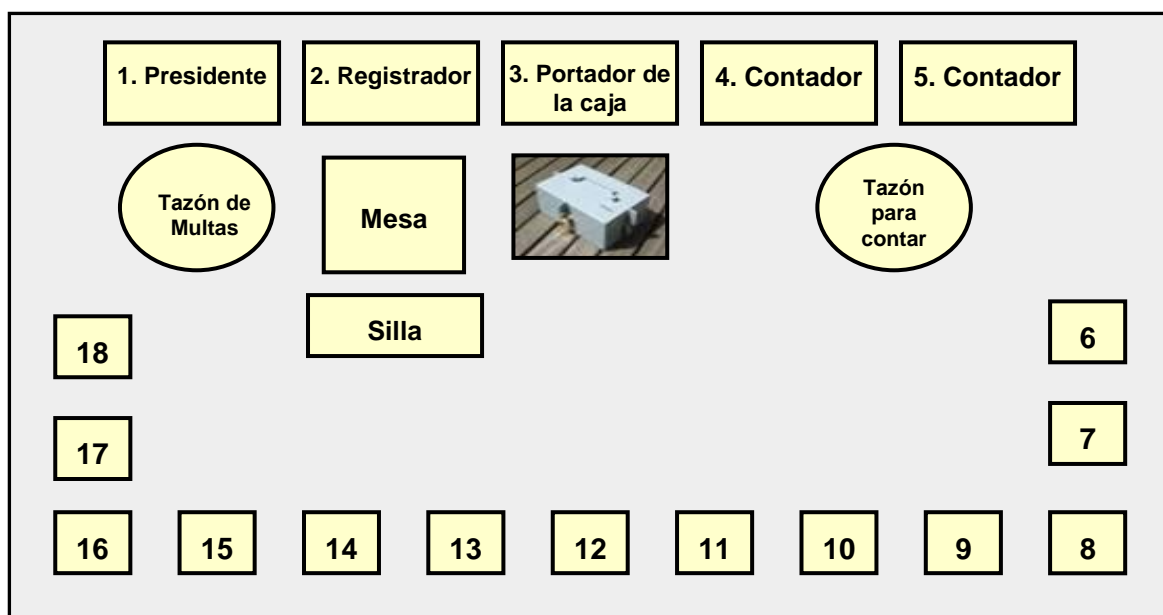 1. Presidente
2. Registrador
3. Portador de
la caja
4. Contador
5. Contador
Tazón de
Multas
Mesa
Tazón
para
contar
Silla
18
6
17
7
16
15
14
13
12
11
10
9
8